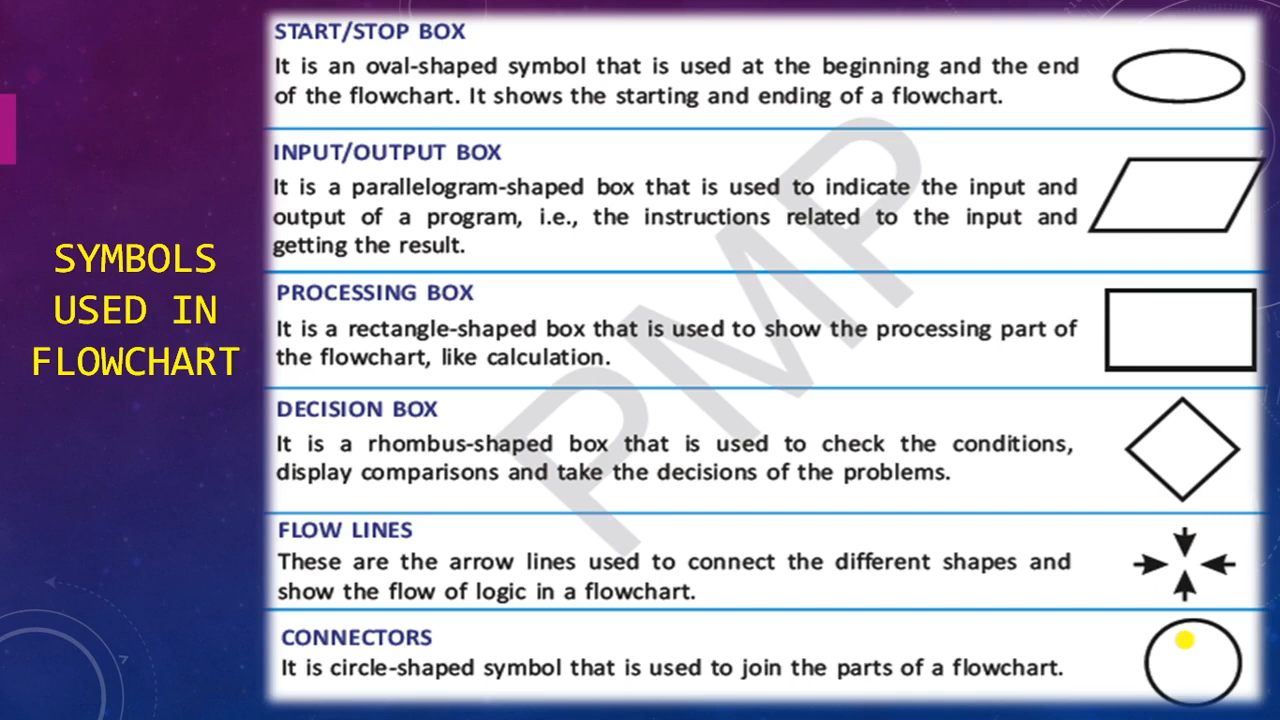 SYMBOLS
USED IN
FLOWCHART
START/STOP BOX
It is an oval-shaped symbol that is used at the beginning and the end
of the flowchart. It shows the starting and ending of a flowchart.
INPUT/OUTPUT BOX
It is a parallelogram-shaped box that is used to indicate the input and
output of a program, i.e., the instructions related to the input and
getting the result.
PROCESSING BOX
It is a rectangle-shaped box that is used to show the processing part of
the flowchart, like calculation.
DECISION BOX
It is a rhombus-shaped box that is used to check the conditions,
display comparisons and take the decisions of the problems.
FLOW LINES
These are the arrow lines used to connect the different shapes and
show the flow of logic in a flowchart.
CONNECTORS
It is circle-shaped symbol that is used to join the parts of a flowchart.
PMP